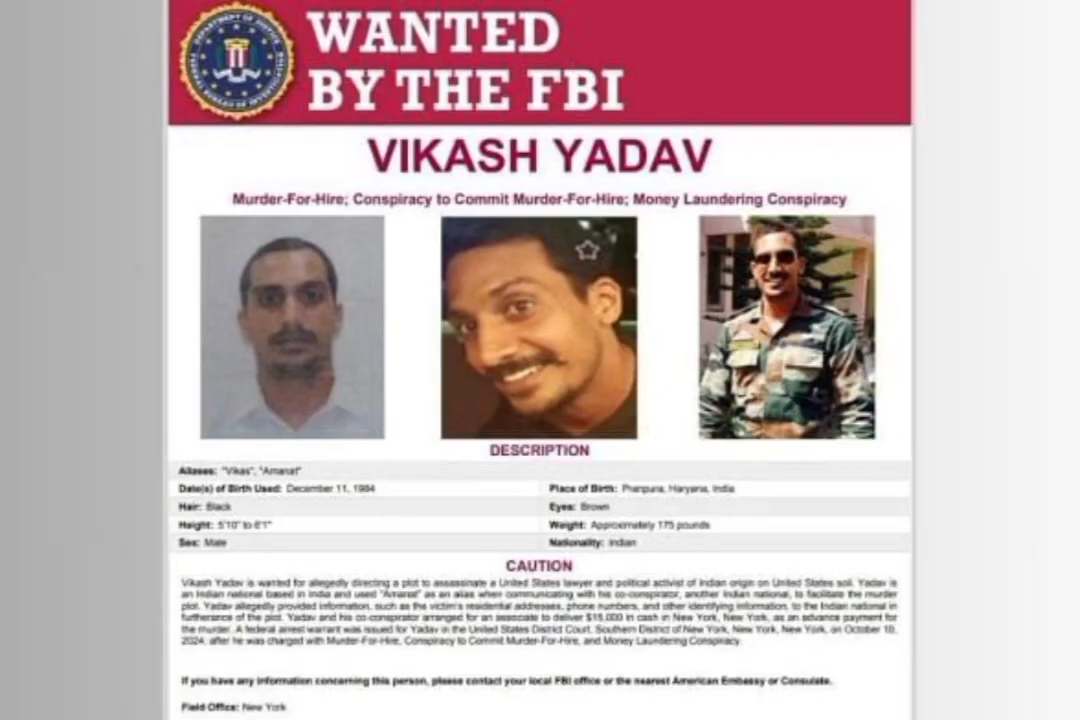 WANTED
BY THE FBI
VIKASH YADAV
Murder-For-Hire; Conspiracy to Commit Murder-For-Hire; Money Laundering Conspiracy
DESCRIPTION
Aliases: "Vikas", "Amanat"
Date(s) of Birth Used: December 11, 1984
Place of Birth: Pranpura, Haryana, India
Hair: Black
Eyes: Brown
Height: 5'10" to 6'1"
Weight: Approximately 175 pounds
Sex: Male
Nationality: Indian
CAUTION
Vikash Yadav is wanted for allegedly directing a plot to assassinate a United States lawyer and political activist of Indian origin on United States soil. Yadav is
an Indian national based in India and used "Amanat" as an alias when communicating with his co-conspirator, another Indian national, to facilitate the murder
plot. Yadav allegedly provided information, such as the victim's residential addresses, phone numbers, and other identifying information, to the Indian national in
furtherance of the plot. Yadav and his co-conspirator arranged for an associate to deliver $15,000 in cash in New York, New York, as an advance payment for
the murder. A federal arrest warrant was issued for Yadav in the United States District Court, Southern District of New York, New York, New York, on October 10,
2024, after he was charged with Murder-For-Hire, Conspiracy to Commit Murder-For-Hire, and Money Laundering Conspiracy.
If you have any information concerning this person, please contact your local FBI office or the nearest American Embassy or Consulate.
Field Office: New York